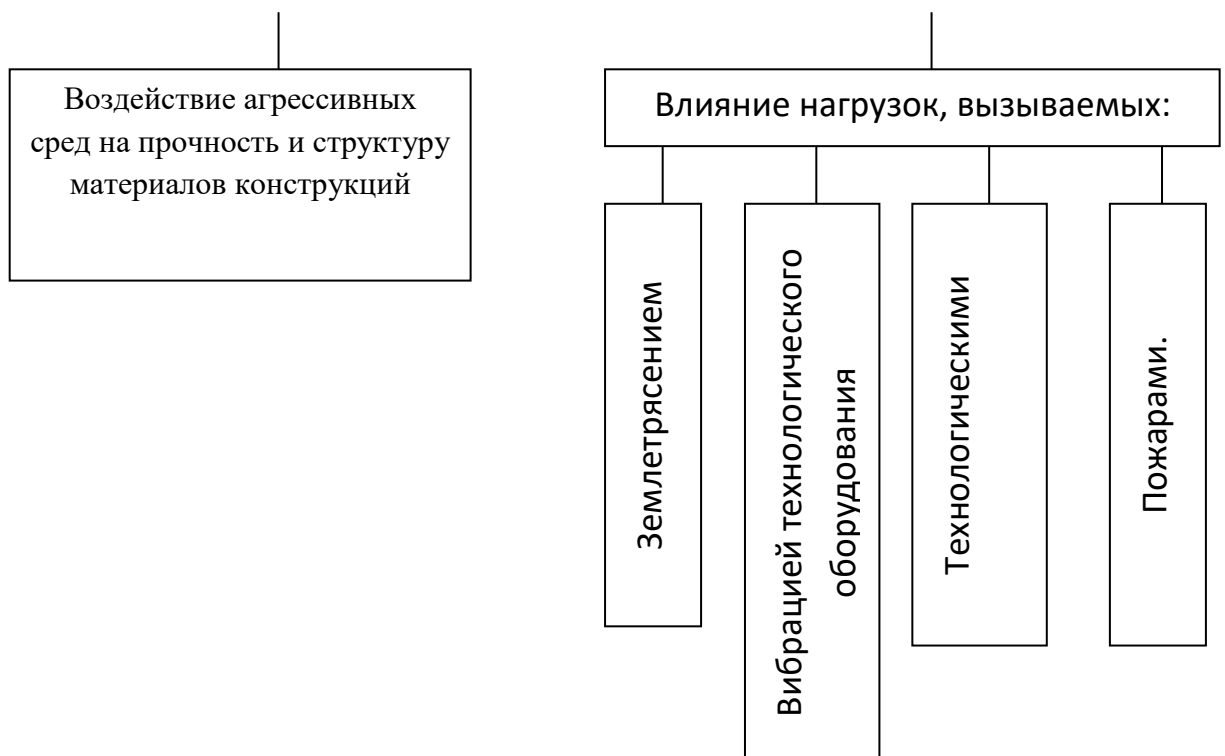 Воздействие агрессивных
сред на прочность и структуру
материалов конструкций
Влияние нагрузок, вызываемых:
Землетрясением
Вибрацией технологического
оборудования
Технологическими
Пожарами.